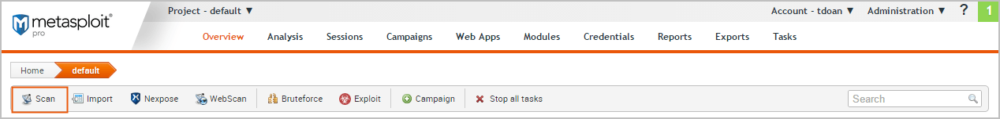 Project - default ▼ Account - tdoan ▼ Administration ▼ ? 1
metasploit®
pro
Overview Analysis Sessions Campaigns Web Apps Modules Credentials Reports Exports Tasks
Home default
Scan Import Nexpose WebScan Bruteforce Exploit Campaign Stop all tasks Search